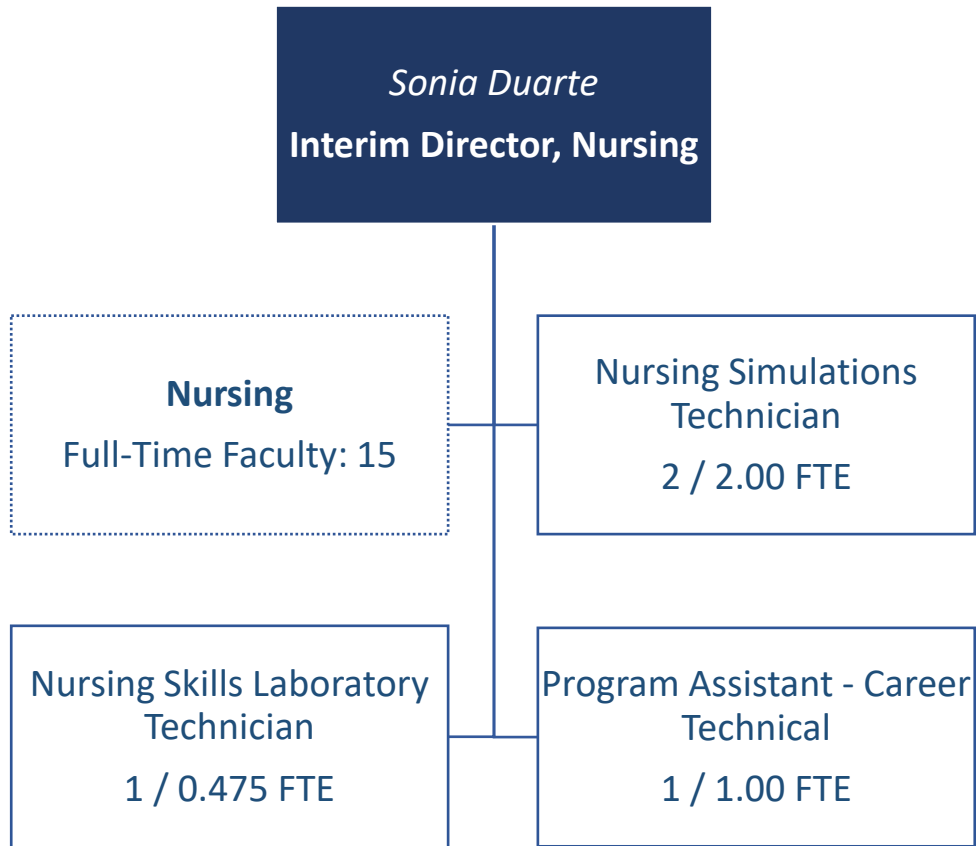 Sonia Duarte
Interim Director, Nursing
Nursing
Full-Time Faculty: 15
Nursing Simulations
Technician
2 / 2.00 FTE
Nursing Skills Laboratory
Technician
1 / 0.475 FTE
Program Assistant - Career
Technical
1 / 1.00 FTE